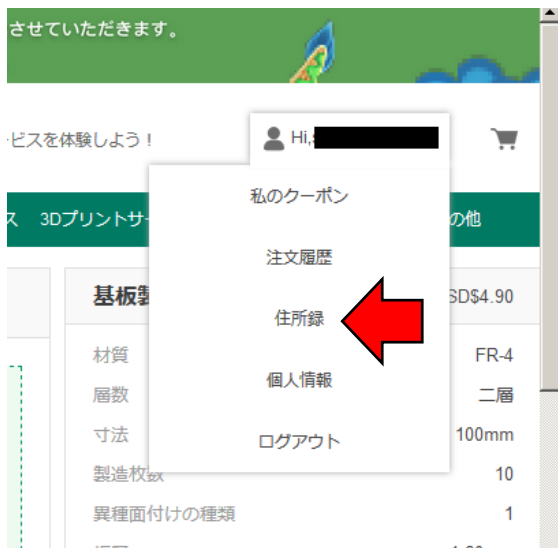 させていただきます。
ービスを体験しよう！
Hi,
私のクーポン
ス 3Dプリントサー
の他
注文履歴
基板製
SD$4.90
住所録
材質 FR-4
個人情報
層数 二層
寸法 100mm
ログアウト
製造枚数 10
異種面付けの種類 1